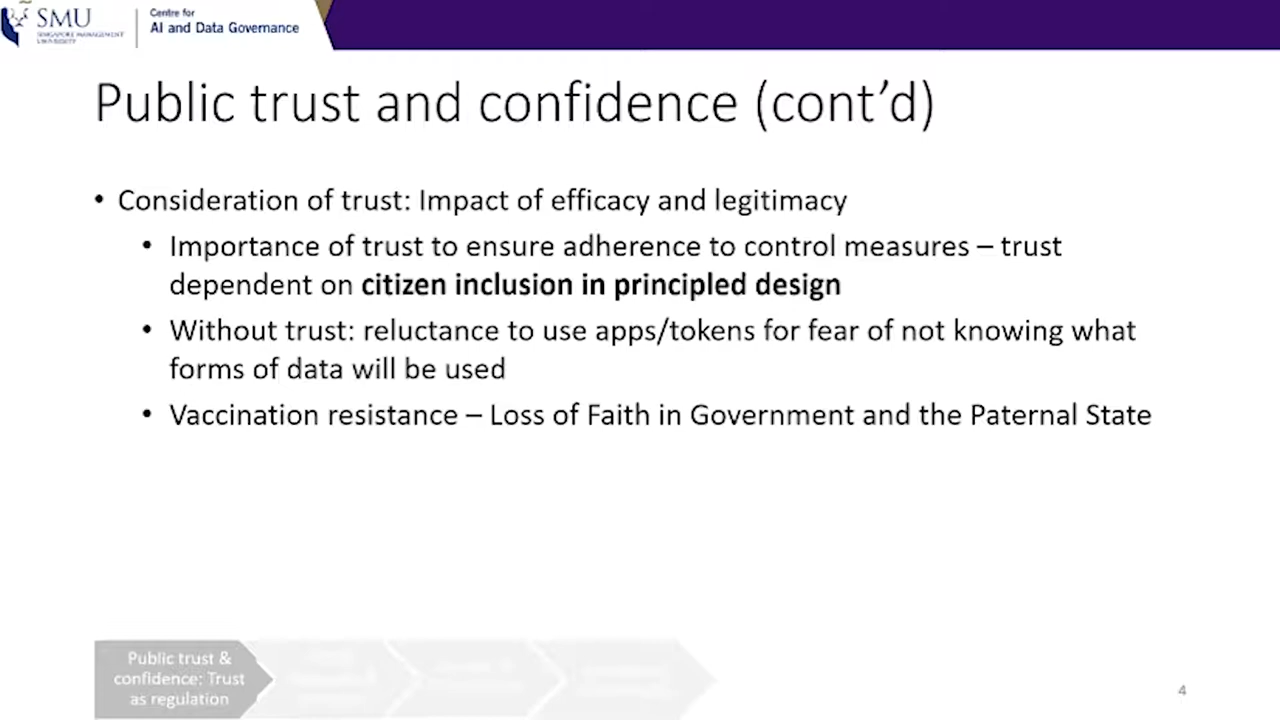 SMU
SINGAPORE MANAGEMENT
UNIVERSITY
Centre for
AI and Data Governance
Public trust and confidence (cont’d)
• Consideration of trust: Impact of efficacy and legitimacy
• Importance of trust to ensure adherence to control measures – trust
dependent on citizen inclusion in principled design
• Without trust: reluctance to use apps/tokens for fear of not knowing what
forms of data will be used
• Vaccination resistance – Loss of Faith in Government and the Paternal State
Public trust &
confidence: Trust
as regulation
4